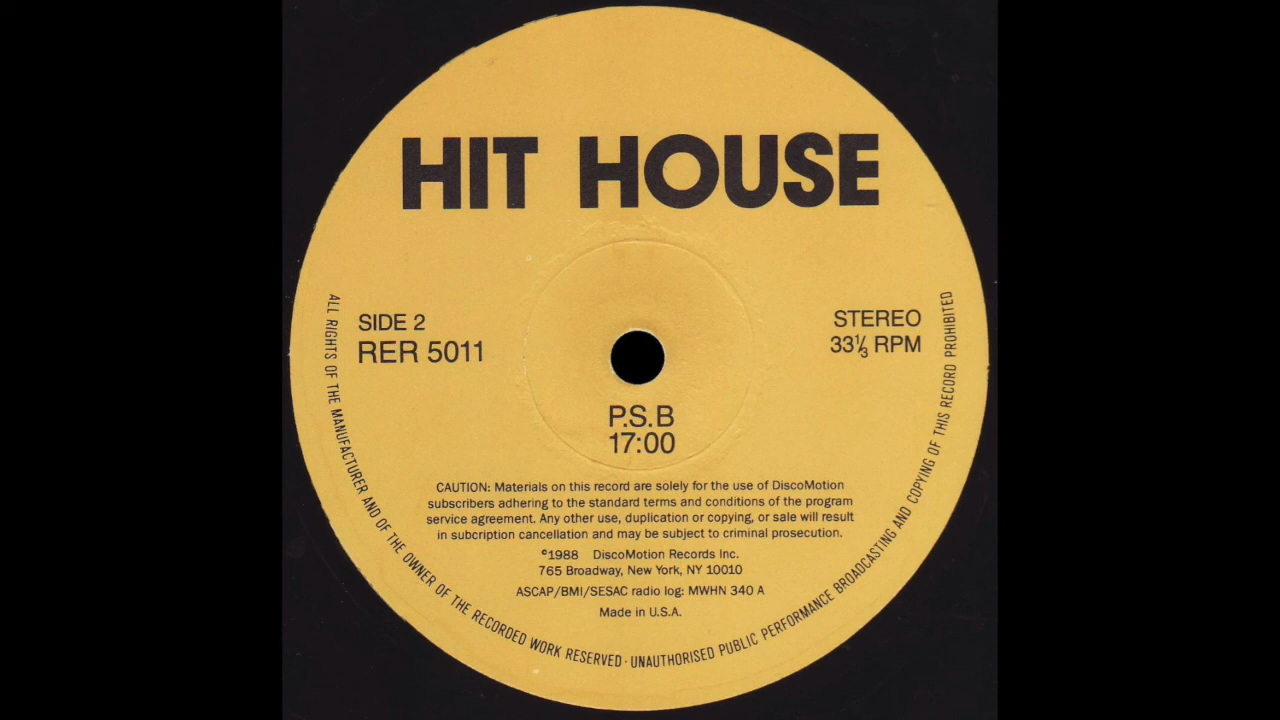 HIT HOUSE
SIDE 2
RER 5011
STEREO
33⅓ RPM
P.S.B
17:00
CAUTION: Materials on this record are solely for the use of DiscoMotion
subscribers adhering to the standard terms and conditions of the program
service agreement. Any other use, duplication or copying, or sale will result
in subcription cancellation and may be subject to criminal prosecution.
©1988 DiscoMotion Records Inc.
765 Broadway, New York, NY 10010
ASCAP/BMI/SESAC radio log: MWHN 340 A
Made in U.S.A.
ALL RIGHTS OF THE MANUFACTURER AND OF THE OWNER OF THE RECORDED WORK RESERVED · UNAUTHORISED PUBLIC PERFORMANCE BROADCASTING AND COPYING OF THIS RECORD PROHIBITED